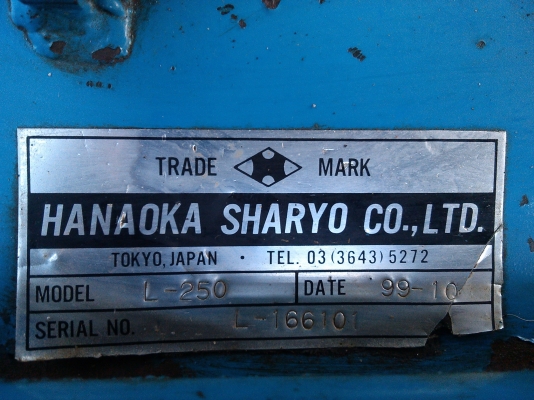 TRADE MARK
HANAOKA SHARYO CO.,LTD.
TOKYO, JAPAN · TEL. 03(3643)5272
MODEL L-250 DATE 99-10
SERIAL NO. L-166101